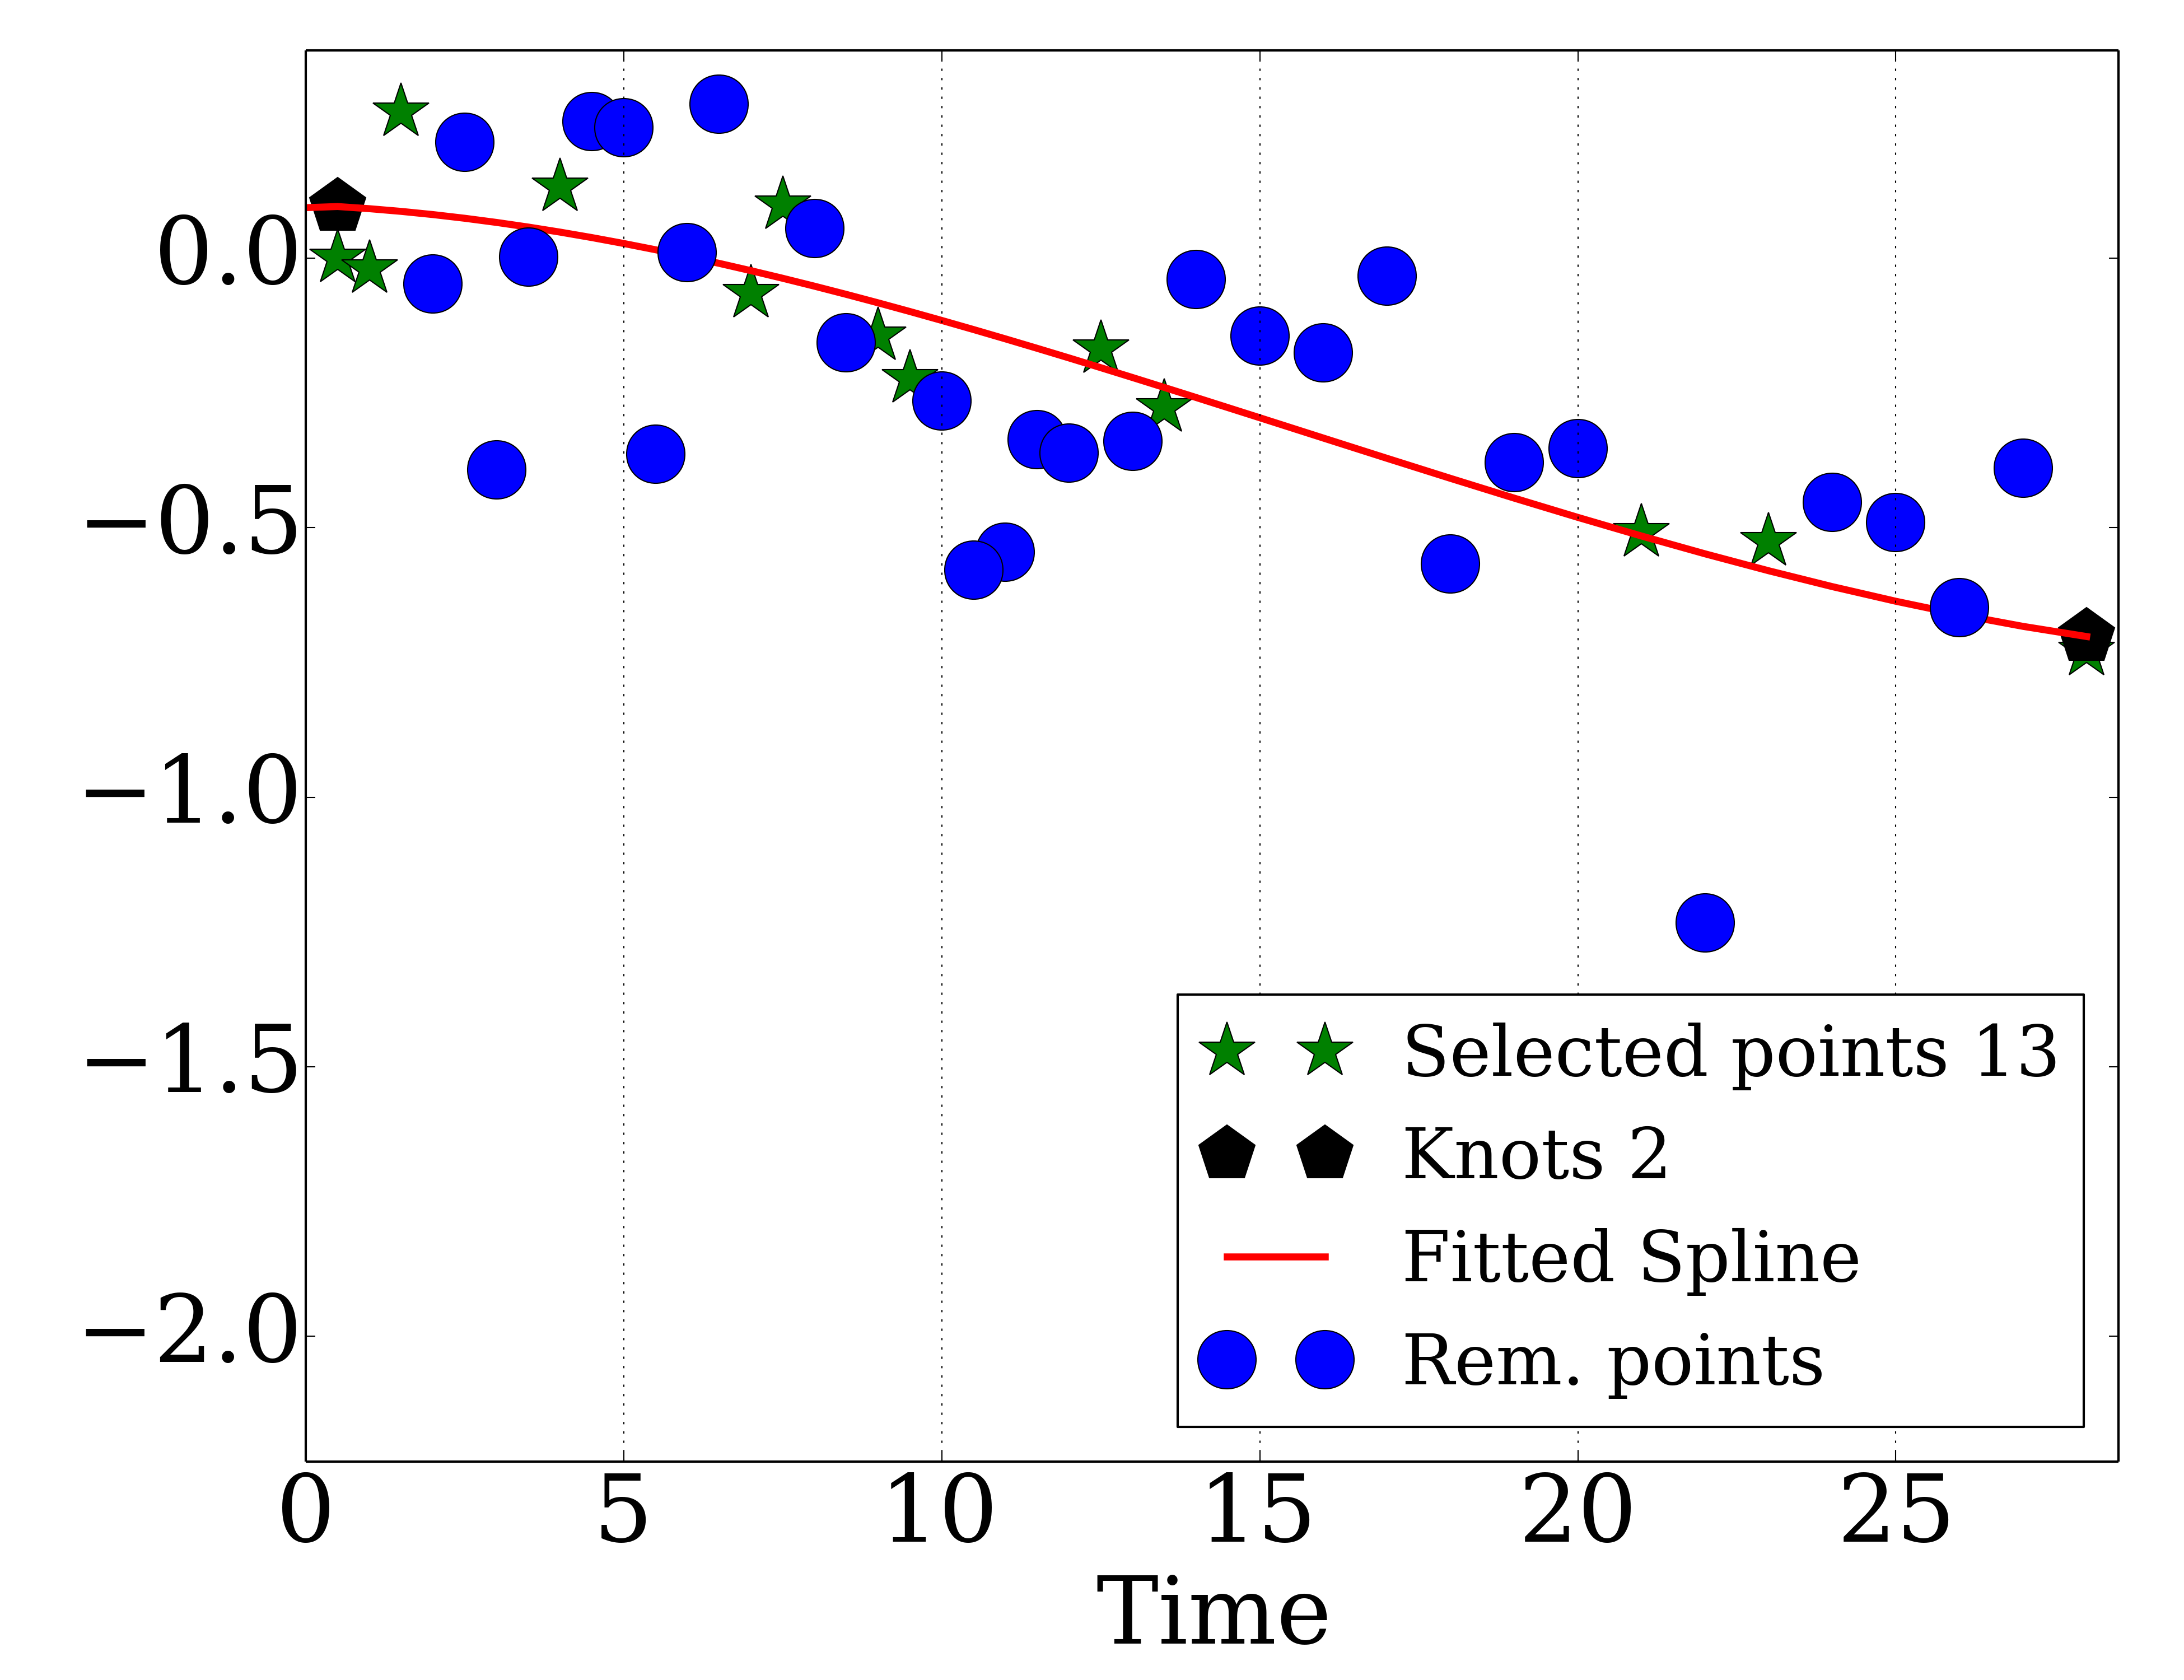 0.0
−0.5
−1.0
−1.5
−2.0
Selected points 13
Knots 2
Fitted Spline
Rem. points
0 5 10 15 20 25
Time